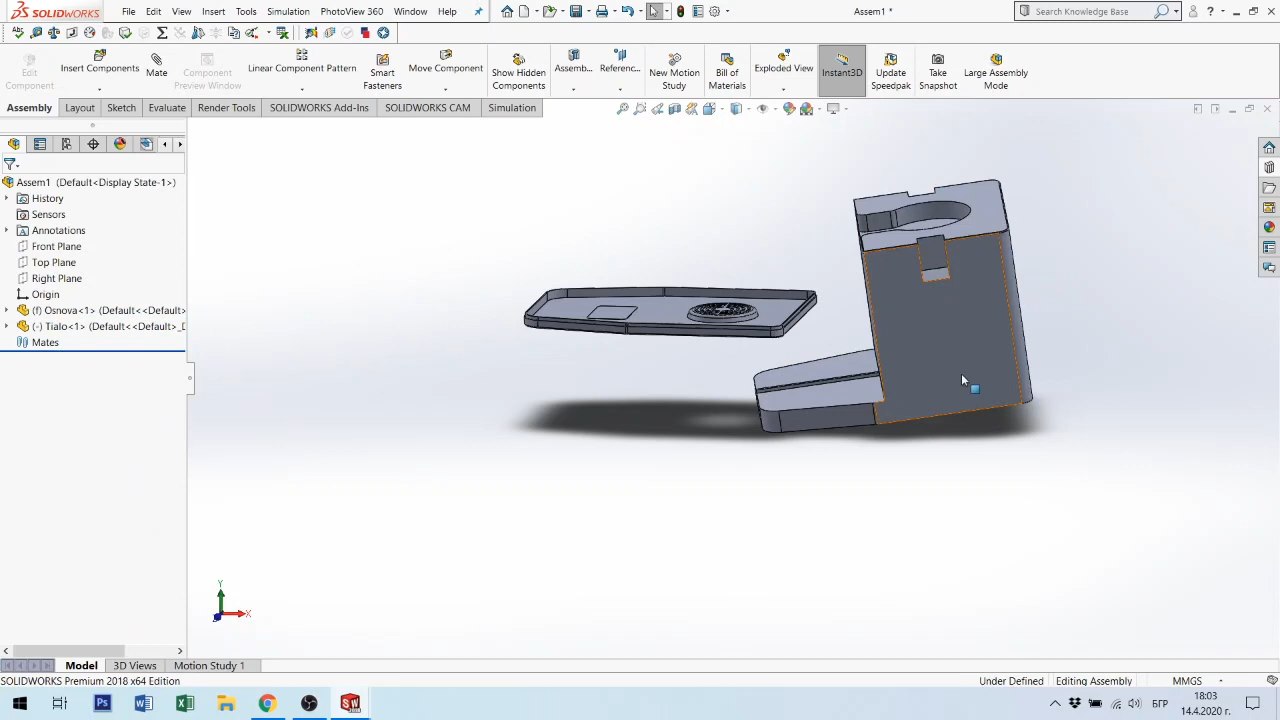 SOLIDWORKS
File Edit View Insert Tools Simulation PhotoView 360 Window Help
Assem1 *
Search Knowledge Base
Edit Component
Insert Components
Mate
Component Preview Window
Linear Component Pattern
Smart Fasteners
Move Component
Show Hidden Components
Assemb...
Referenc...
New Motion Study
Bill of Materials
Exploded View
Instant3D
Update Speedpak
Take Snapshot
Large Assembly Mode
Assembly Layout Sketch Evaluate Render Tools SOLIDWORKS Add-Ins SOLIDWORKS CAM Simulation
Assem1 (Default<Display State-1>)
History
Sensors
Annotations
Front Plane
Top Plane
Right Plane
Origin
(f) Osnova<1> (Default<<Default>
(-) Tialo<1> (Default<<Default>_D
Mates
Y
X
Model 3D Views Motion Study 1
SOLIDWORKS Premium 2018 x64 Edition
Under Defined Editing Assembly MMGS
БГР
18:03
14.4.2020 г.